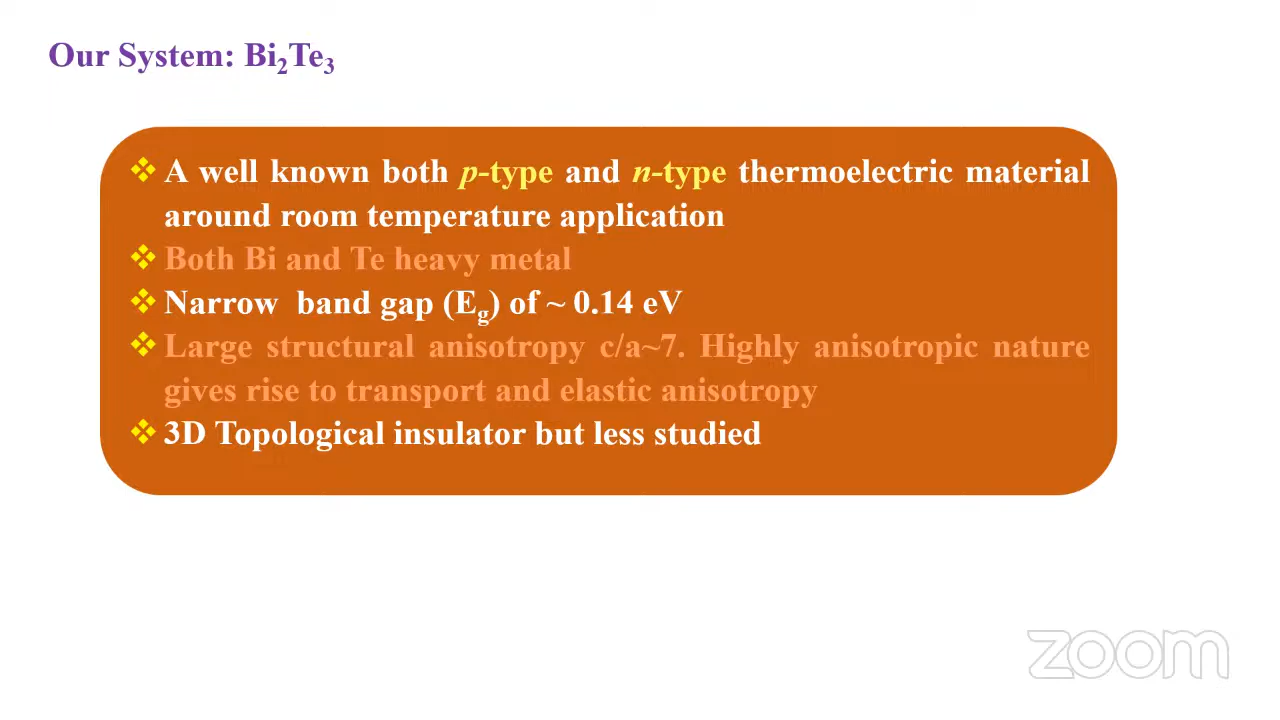 Our System: Bi₂Te₃
❖ A well known both p-type and n-type thermoelectric material
around room temperature application
❖ Both Bi and Te heavy metal
❖ Narrow band gap (E_g) of ~ 0.14 eV
❖ Large structural anisotropy c/a~7. Highly anisotropic nature
gives rise to transport and elastic anisotropy
❖ 3D Topological insulator but less studied
zoom